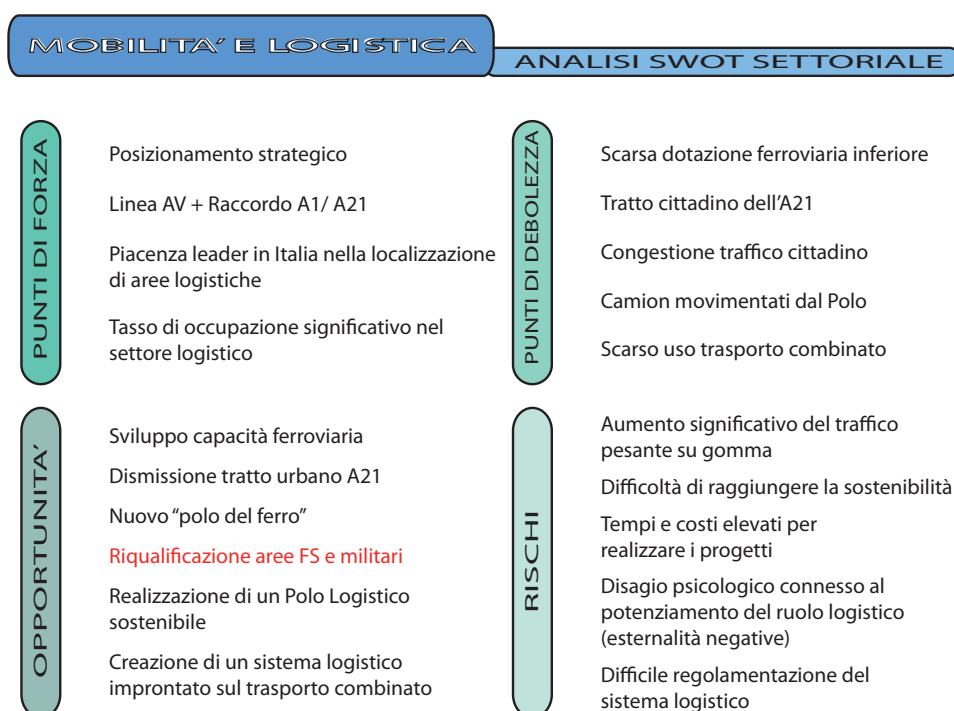 MOBILITA’ E LOGISTICA
ANALISI SWOT SETTORIALE
PUNTI DI FORZA
Posizionamento strategico
Linea AV + Raccordo A1/ A21
Piacenza leader in Italia nella localizzazione
di aree logistiche
Tasso di occupazione significativo nel
settore logistico
PUNTI DI DEBOLEZZA
Scarsa dotazione ferroviaria inferiore
Tratto cittadino dell’A21
Congestione traffico cittadino
Camion movimentati dal Polo
Scarso uso trasporto combinato
OPPORTUNITA’
Sviluppo capacità ferroviaria
Dismissione tratto urbano A21
Nuovo “polo del ferro”
Riqualificazione aree FS e militari
Realizzazione di un Polo Logistico
sostenibile
Creazione di un sistema logistico
improntato sul trasporto combinato
RISCHI
Aumento significativo del traffico
pesante su gomma
Difficoltà di raggiungere la sostenibilità
Tempi e costi elevati per
realizzare i progetti
Disagio psicologico connesso al
potenziamento del ruolo logistico
(esternalità negative)
Difficile regolamentazione del
sistema logistico